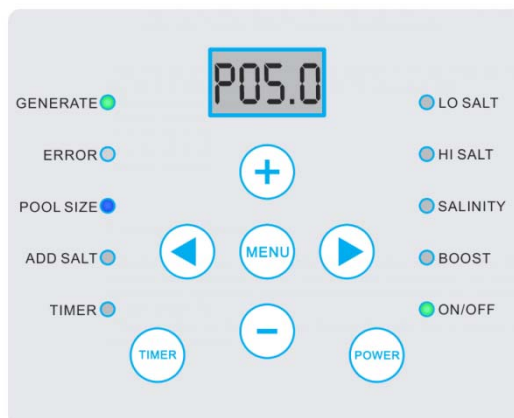 P05.0
GENERATE
LO SALT
ERROR
HI SALT
POOL SIZE
SALINITY
ADD SALT
MENU
BOOST
TIMER
ON/OFF
TIMER
POWER